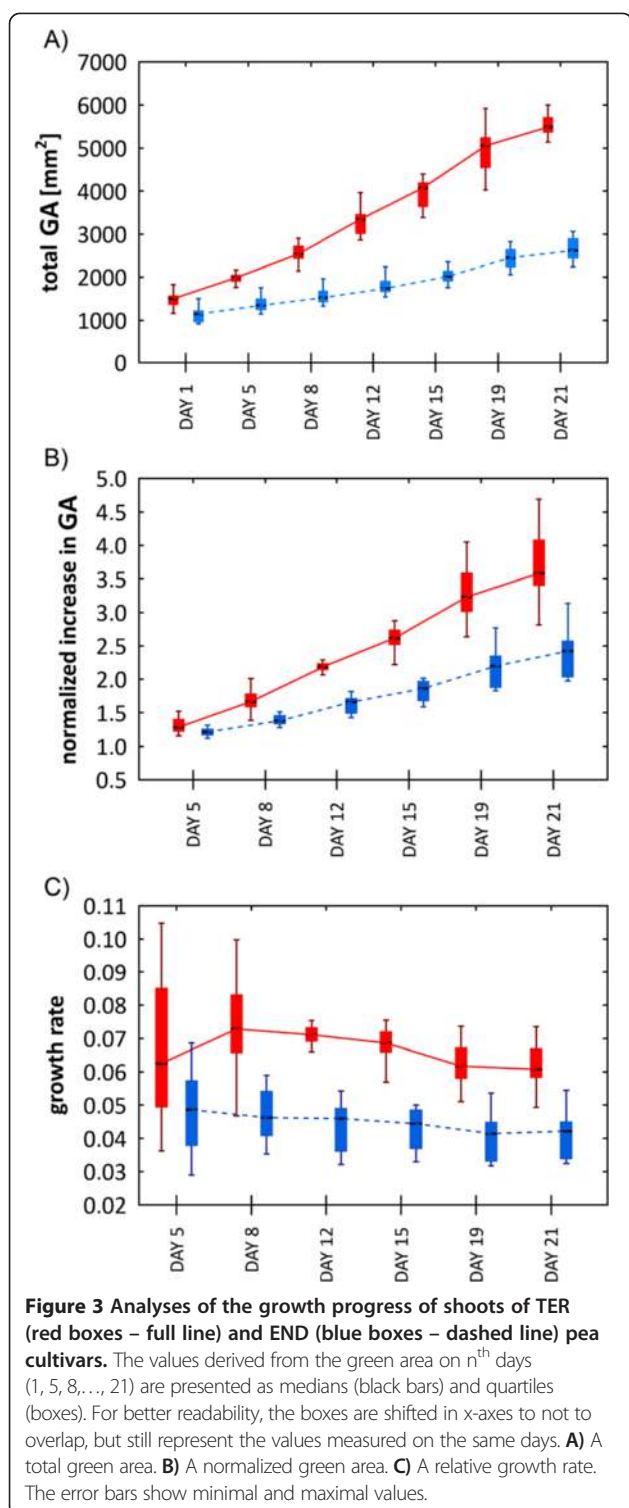 A)
total GA [mm²]
7000
6000
5000
4000
3000
2000
1000
0
DAY 1
DAY 5
DAY 8
DAY 12
DAY 15
DAY 19
DAY 21
B)
normalized increase in GA
5.0
4.5
4.0
3.5
3.0
2.5
2.0
1.5
1.0
0.5
DAY 5
DAY 8
DAY 12
DAY 15
DAY 19
DAY 21
C)
growth rate
0.11
0.10
0.09
0.08
0.07
0.06
0.05
0.04
0.03
0.02
DAY 5
DAY 8
DAY 12
DAY 15
DAY 19
DAY 21
Figure 3 Analyses of the growth progress of shoots of TER
(red boxes – full line) and END (blue boxes – dashed line) pea
cultivars. The values derived from the green area on nth days
(1, 5, 8,…, 21) are presented as medians (black bars) and quartiles
(boxes). For better readability, the boxes are shifted in x-axes to not to
overlap, but still represent the values measured on the same days. A) A
total green area. B) A normalized green area. C) A relative growth rate.
The error bars show minimal and maximal values.